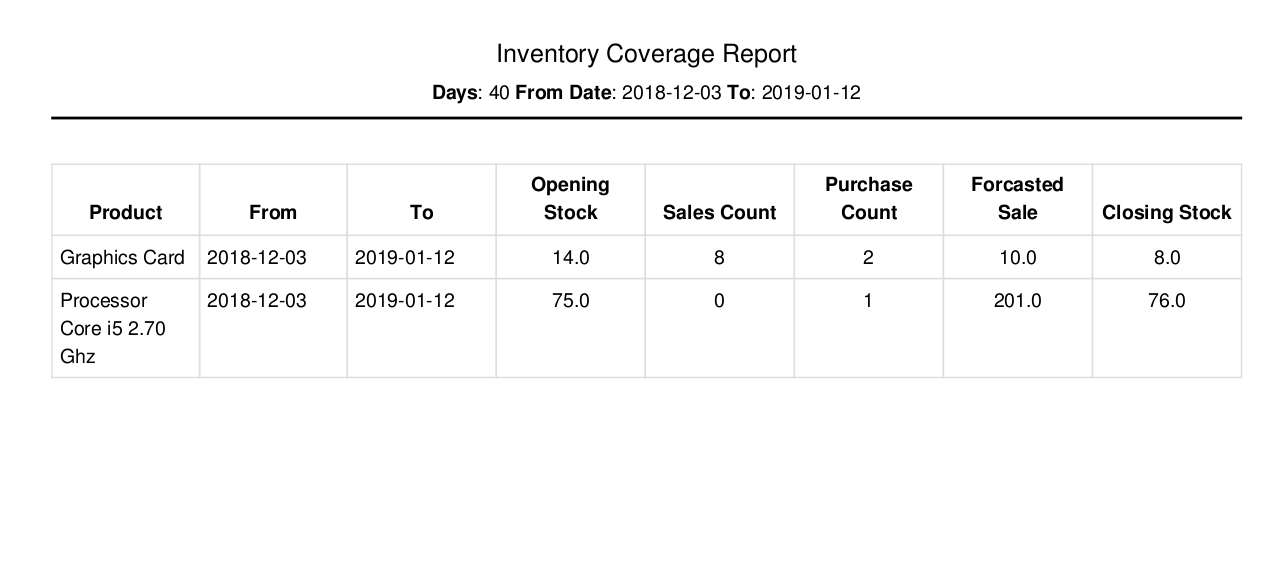 Inventory Coverage Report
Days: 40 From Date: 2018-12-03 To: 2019-01-12
Product From To Opening Stock Sales Count Purchase Count Forcasted Sale Closing Stock
Graphics Card 2018-12-03 2019-01-12 14.0 8 2 10.0 8.0
Processor 2018-12-03 2019-01-12 75.0 0 1 201.0 76.0
Core i5 2.70
Ghz